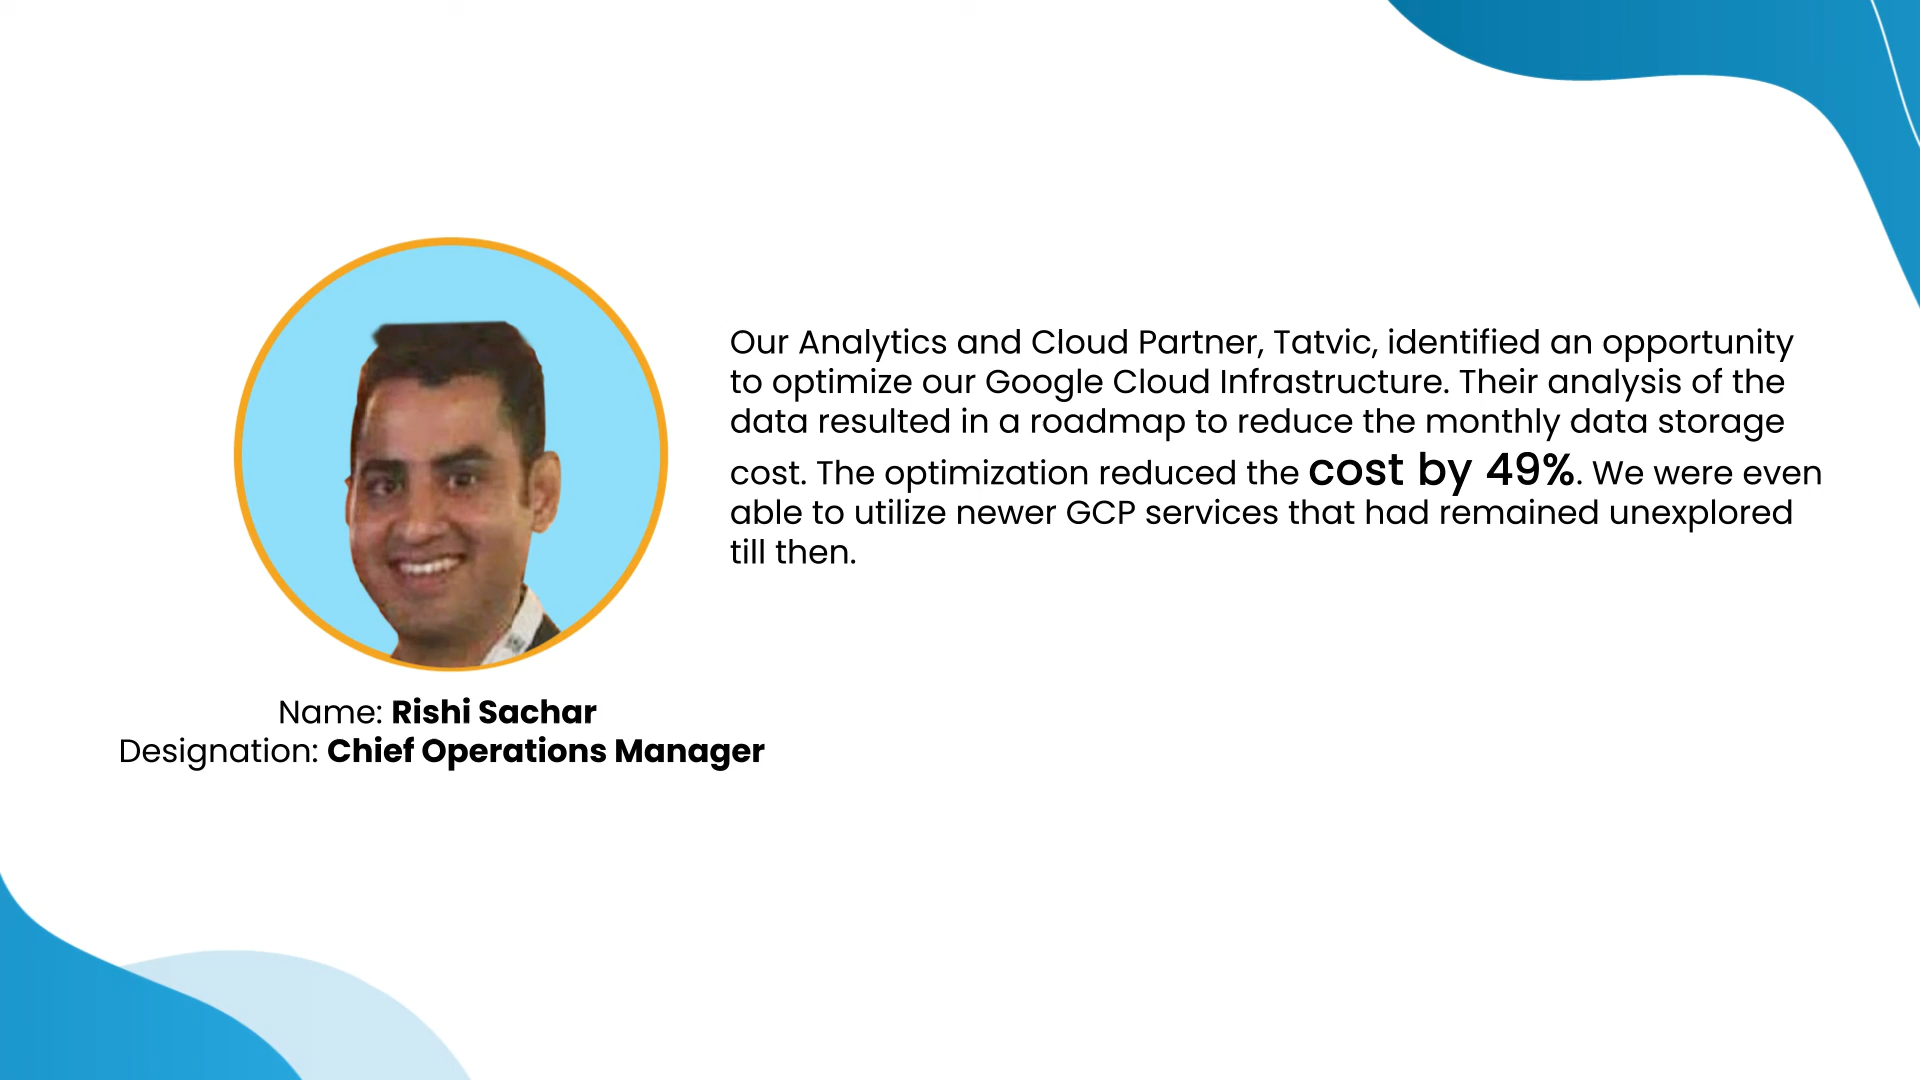 Our Analytics and Cloud Partner, Tatvic, identified an opportunity
to optimize our Google Cloud Infrastructure. Their analysis of the
data resulted in a roadmap to reduce the monthly data storage
cost. The optimization reduced the cost by 49%. We were even
able to utilize newer GCP services that had remained unexplored
till then.
Name: Rishi Sachar
Designation: Chief Operations Manager